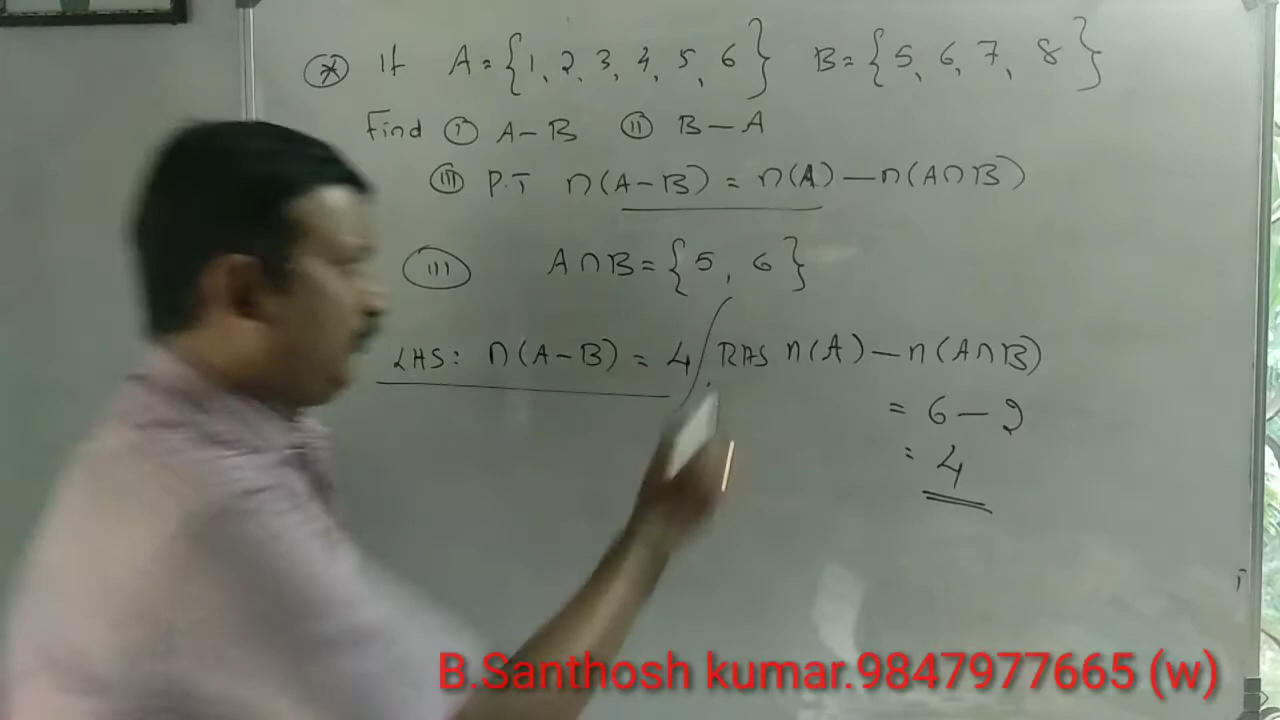 * If A = {1, 2, 3, 4, 5, 6} B = {5, 6, 7, 8}
Find (i) A - B (ii) B - A
(iii) P.T n(A - B) = n(A) - n(A∩B)
(iii) A∩B = {5, 6}
LHS: n(A - B) = 4 / RHS n(A) - n(A∩B)
= 6 - 2
= 4
B.Santhosh kumar.9847977665 (w)